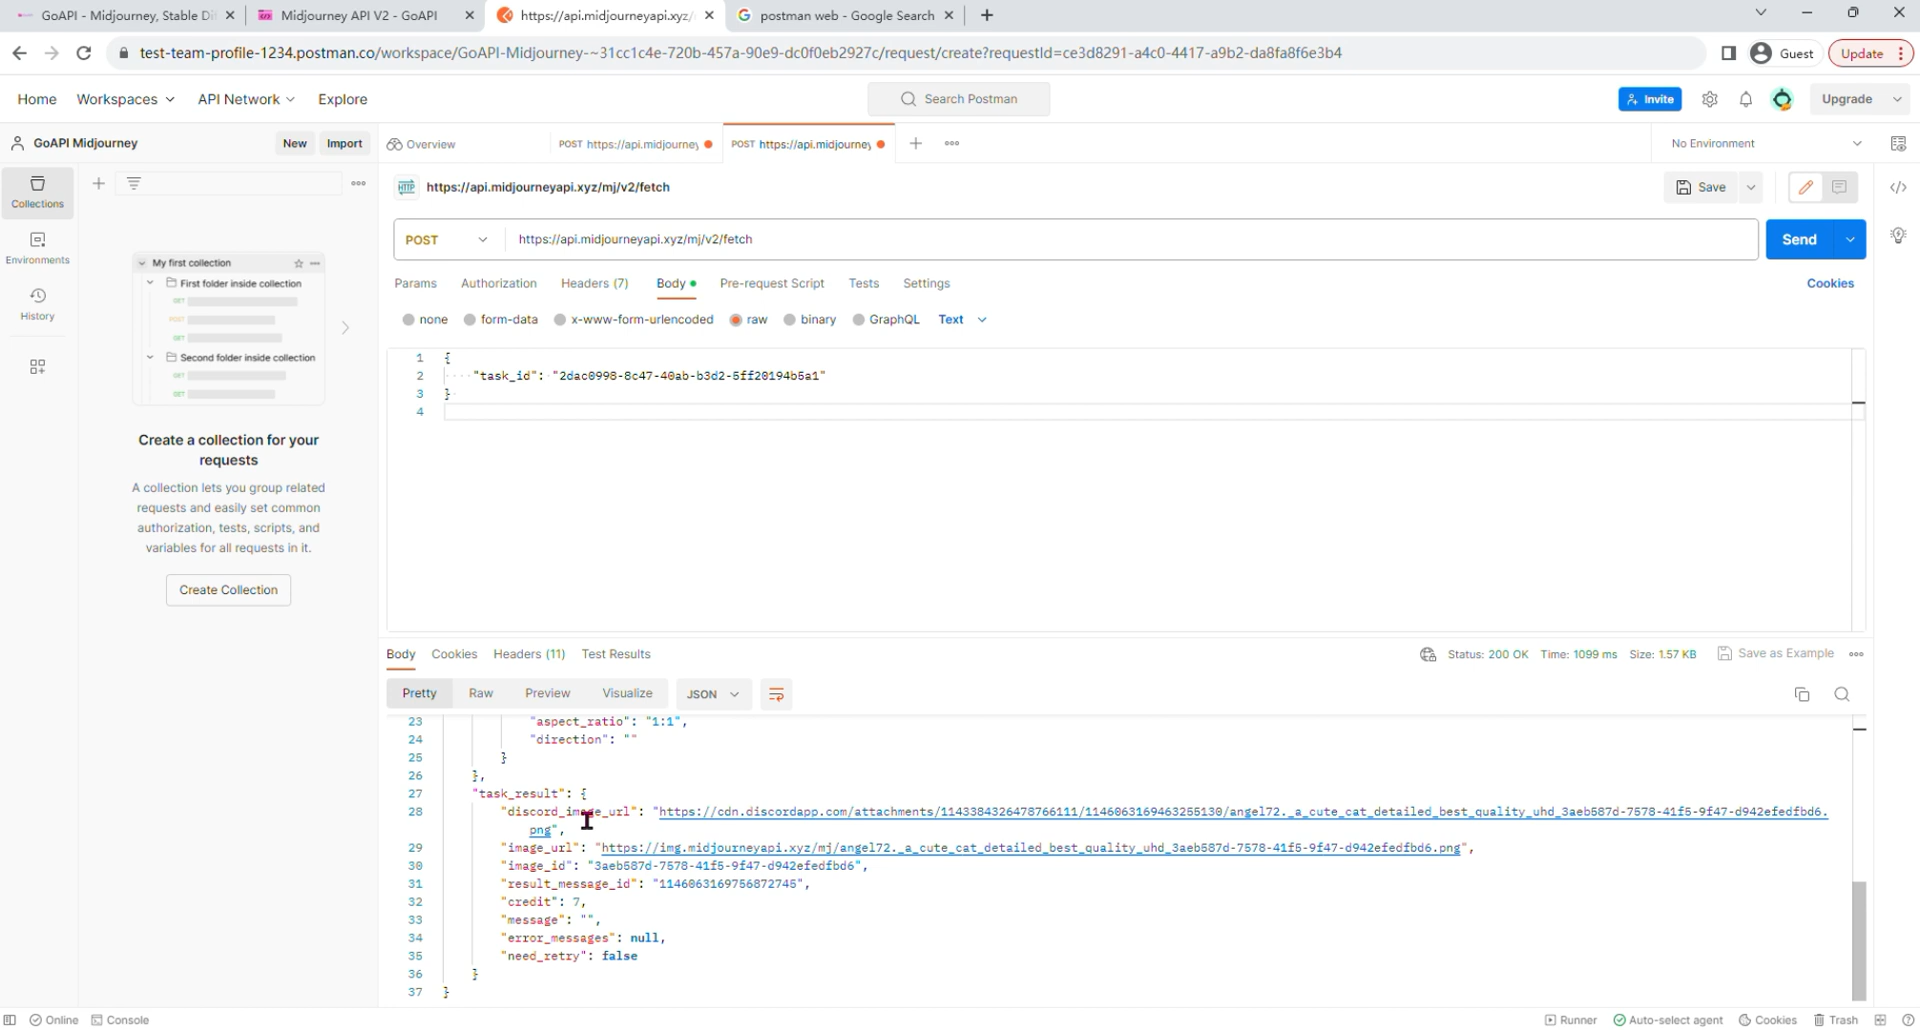 GoAPI - Midjourney, Stable Di
Midjourney API V2 - GoAPI
https://api.midjourneyapi.xyz/
postman web - Google Search
test-team-profile-1234.postman.co/workspace/GoAPI-Midjourney-~31cc1c4e-720b-457a-90e9-dc0f0eb2927c/request/create?requestId=ce3d8291-a4c0-4417-a9b2-da8fa8f6e3b4
Guest
Update
Home
Workspaces
API Network
Explore
Search Postman
Invite
Upgrade
GoAPI Midjourney
New
Import
Overview
POST https://api.midjourney
POST https://api.midjourney
No Environment
Collections
Environments
History
https://api.midjourneyapi.xyz/mj/v2/fetch
Save
POST
https://api.midjourneyapi.xyz/mj/v2/fetch
Send
Params
Authorization
Headers (7)
Body
Pre-request Script
Tests
Settings
Cookies
none
form-data
x-www-form-urlencoded
raw
binary
GraphQL
Text
My first collection
First folder inside collection
GET
POST
GET
Second folder inside collection
GET
GET
GET
Create a collection for your
requests
A collection lets you group related
requests and easily set common
authorization, tests, scripts, and
variables for all requests in it.
Create Collection
1 {
2 "task_id": "2dac0998-8c47-40ab-b3d2-5ff20194b5a1"
3 }
4
Body
Cookies
Headers (11)
Test Results
Status: 200 OK
Time: 1099 ms
Size: 1.57 KB
Save as Example
Pretty
Raw
Preview
Visualize
JSON
23 "aspect_ratio": "1:1",
24 "direction": ""
25 }
26 },
27 "task_result": {
28 "discord_image_url": "https://cdn.discordapp.com/attachments/1143384326478766111/1146063169463255130/angel72._a_cute_cat_detailed_best_quality_uhd_3aeb587d-7578-41f5-9f47-d942efedfbd6.
png",
29 "image_url": "https://img.midjourneyapi.xyz/mj/angel72._a_cute_cat_detailed_best_quality_uhd_3aeb587d-7578-41f5-9f47-d942efedfbd6.png",
30 "image_id": "3aeb587d-7578-41f5-9f47-d942efedfbd6",
31 "result_message_id": "1146063169756872745",
32 "credit": 7,
33 "message": "",
34 "error_messages": null,
35 "need_retry": false
36 }
37 }
Online
Console
Runner
Auto-select agent
Cookies
Trash